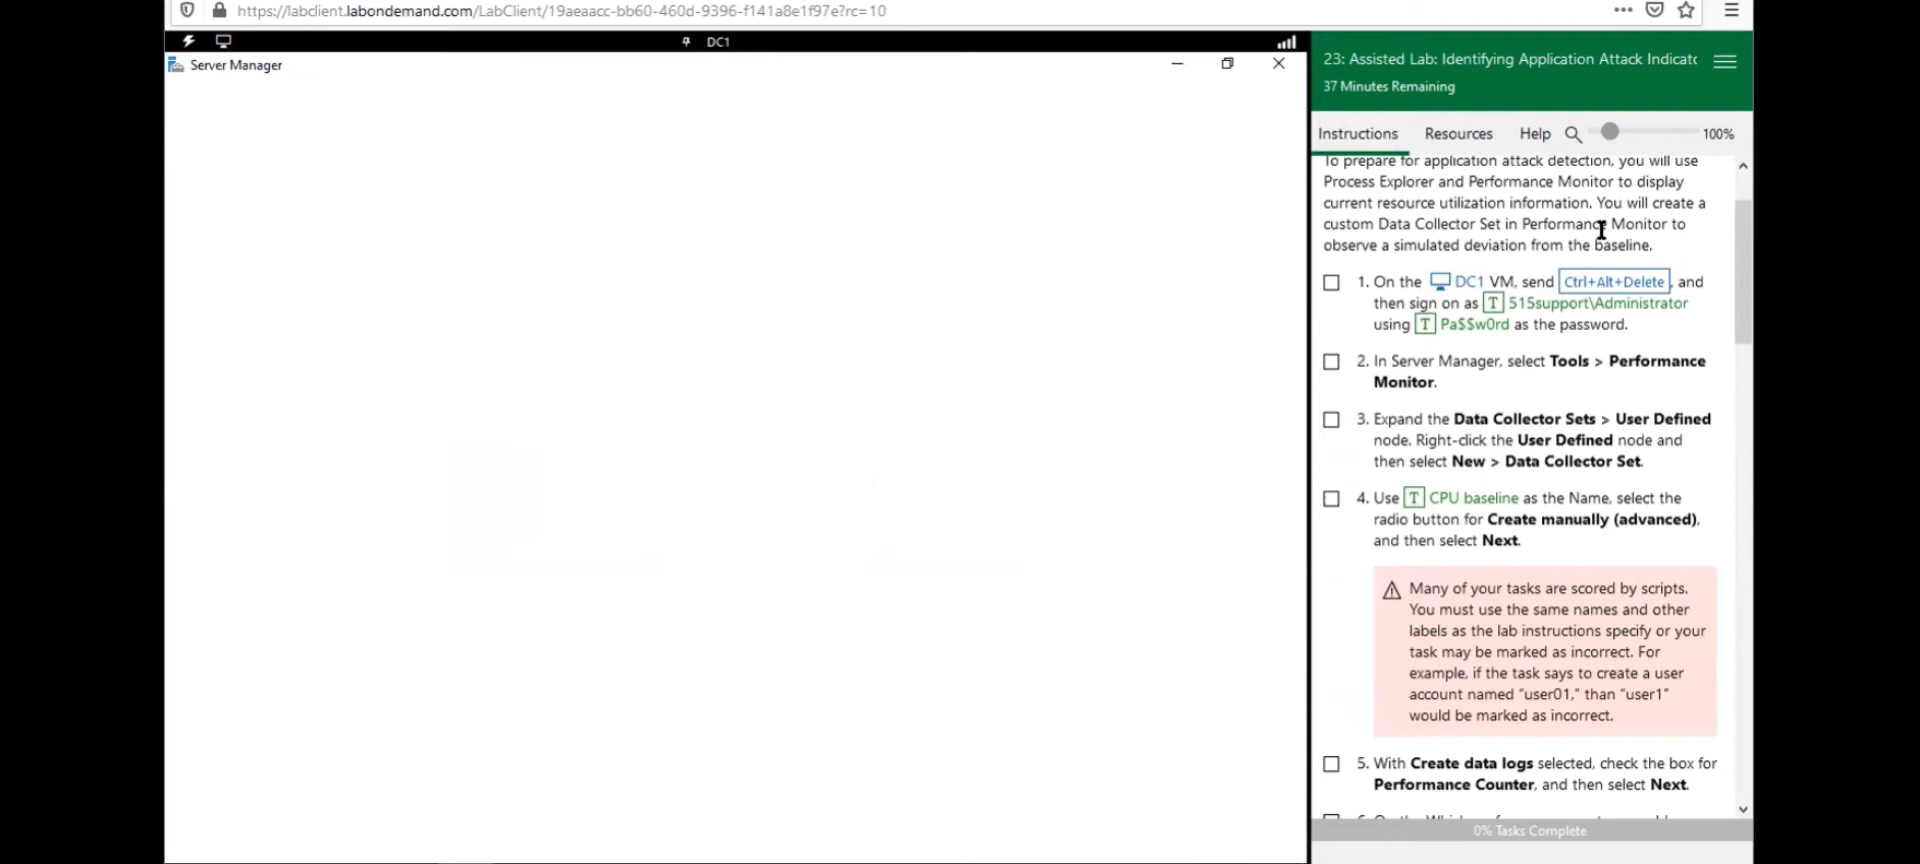 https://labclient.labondemand.com/LabClient/19aeaacc-bb60-460d-9396-f141a8e1f97e?rc=10
DC1
Server Manager
23: Assisted Lab: Identifying Application Attack Indicat
37 Minutes Remaining
Instructions Resources Help 100%
To prepare for application attack detection, you will use
Process Explorer and Performance Monitor to display
current resource utilization information. You will create a
custom Data Collector Set in Performance Monitor to
observe a simulated deviation from the baseline.
1. On the DC1 VM, send Ctrl+Alt+Delete, and
then sign on as T 515support\Administrator
using T Pa$$w0rd as the password.
2. In Server Manager, select Tools > Performance
Monitor.
3. Expand the Data Collector Sets > User Defined
node. Right-click the User Defined node and
then select New > Data Collector Set.
4. Use T CPU baseline as the Name, select the
radio button for Create manually (advanced),
and then select Next.
Many of your tasks are scored by scripts.
You must use the same names and other
labels as the lab instructions specify or your
task may be marked as incorrect. For
example, if the task says to create a user
account named "user01," than "user1"
would be marked as incorrect.
5. With Create data logs selected, check the box for
Performance Counter, and then select Next.
0% Tasks Complete